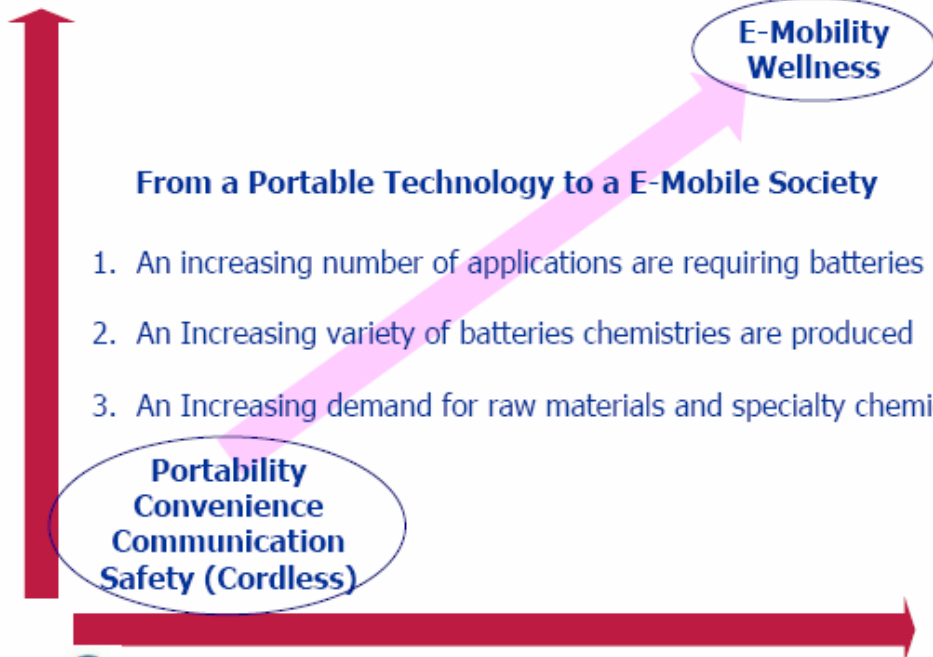 E-Mobility
Wellness
From a Portable Technology to a E-Mobile Society
1. An increasing number of applications are requiring batteries
2. An Increasing variety of batteries chemistries are produced
3. An Increasing demand for raw materials and specialty chemi
Portability
Convenience
Communication
Safety (Cordless)